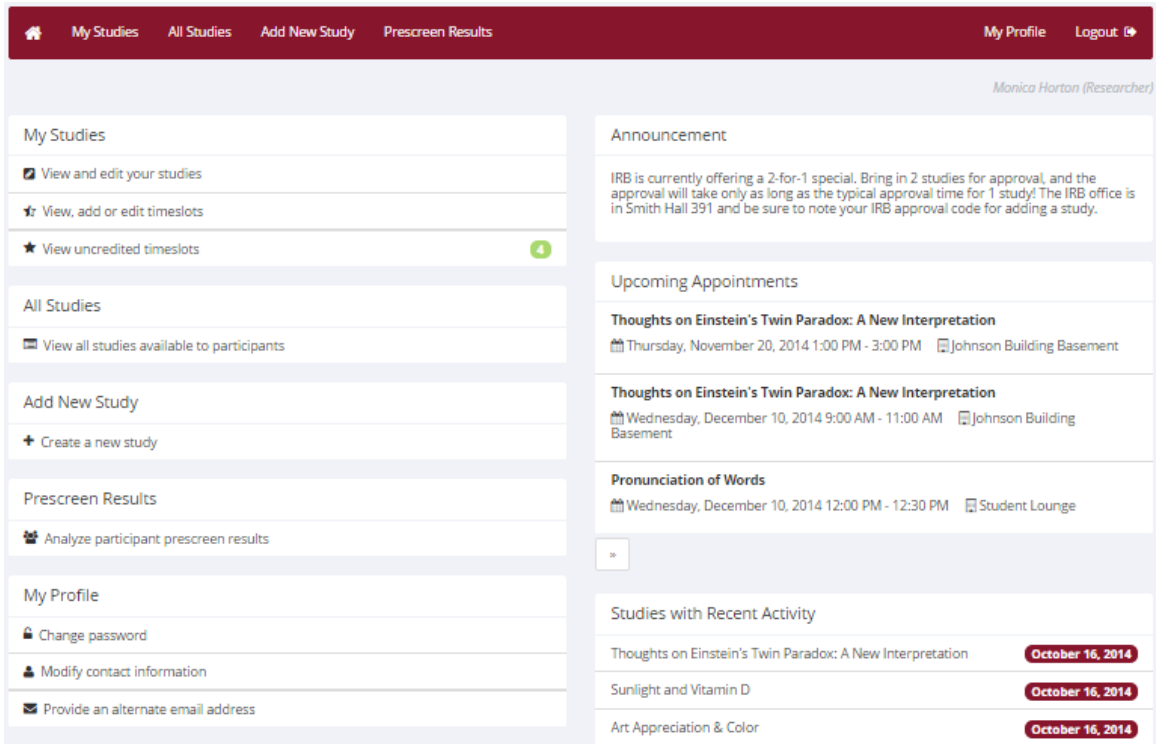 My Studies All Studies Add New Study Prescreen Results My Profile Logout
Monica Horton (Researcher)
My Studies
View and edit your studies
View, add or edit timeslots
View uncredited timeslots 4
All Studies
View all studies available to participants
Add New Study
Create a new study
Prescreen Results
Analyze participant prescreen results
My Profile
Change password
Modify contact information
Provide an alternate email address
Announcement
IRB is currently offering a 2-for-1 special. Bring in 2 studies for approval, and the
approval will take only as long as the typical approval time for 1 study! The IRB office is
in Smith Hall 391 and be sure to note your IRB approval code for adding a study.
Upcoming Appointments
Thoughts on Einstein's Twin Paradox: A New Interpretation
Thursday, November 20, 2014 1:00 PM - 3:00 PM Johnson Building Basement
Thoughts on Einstein's Twin Paradox: A New Interpretation
Wednesday, December 10, 2014 9:00 AM - 11:00 AM Johnson Building
Basement
Pronunciation of Words
Wednesday, December 10, 2014 12:00 PM - 12:30 PM Student Lounge
»
Studies with Recent Activity
Thoughts on Einstein's Twin Paradox: A New Interpretation October 16, 2014
Sunlight and Vitamin D October 16, 2014
Art Appreciation & Color October 16, 2014